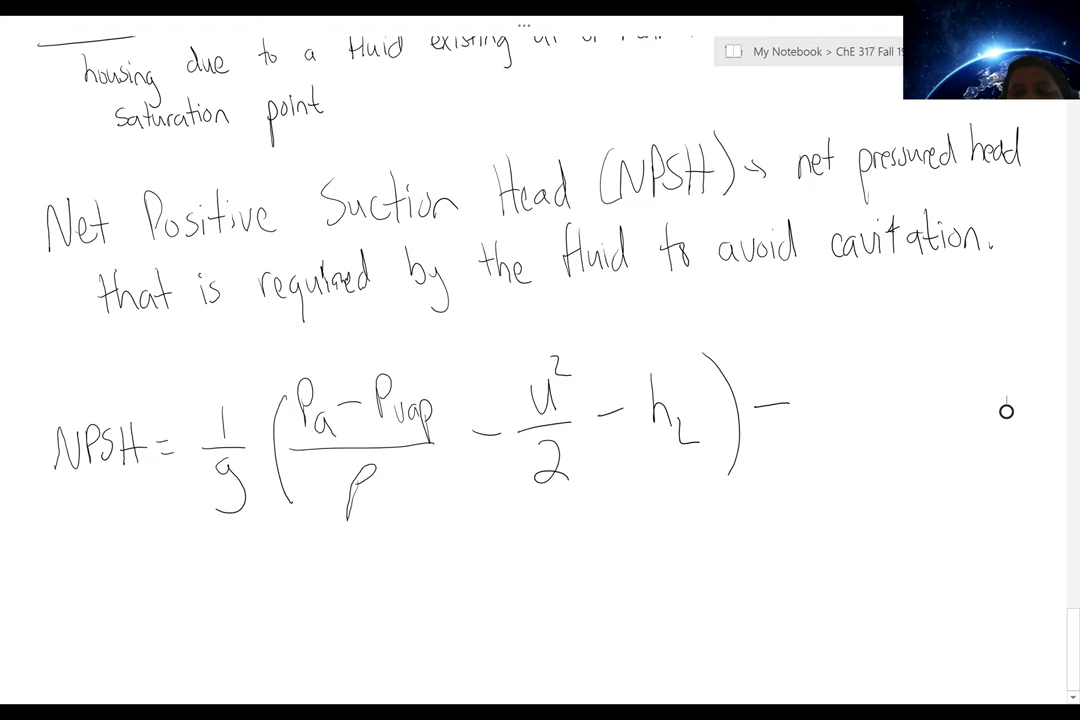 My Notebook > ChE 317 Fall 19
housing due to a fluid existing
saturation point
Net Positive Suction Head (NPSH) → net pressured head
that is required by the fluid to avoid cavitation.
NPSH = 1/g ( (Pa - Pvap)/ρ - u²/2 - hL ) -